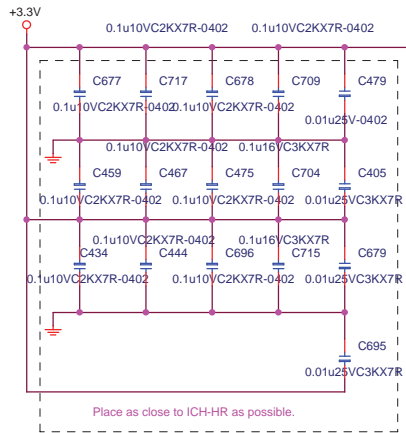 +3.3V
0.1u10VC2KX7R-0402 0.1u10VC2KX7R-0402
C677 C717 C678 C709 C479
0.1u10VC2KX7R-0402 0.1u10VC2KX7R-0402 0.01u25V-0402
0.1u10VC2KX7R-0402 0.1u16VC3KX7R
C459 C467 C475 C704 C405
0.1u10VC2KX7R-0402 0.1u10VC2KX7R-0402 0.01u25VC3KX7R
0.1u10VC2KX7R-0402 0.1u16VC3KX7R
C434 C444 C696 C715 C679
0.1u10VC2KX7R-0402 0.1u10VC2KX7R-0402 0.01u25VC3KX7R
C695
0.01u25VC3KX7R
Place as close to ICH-HR as possible.